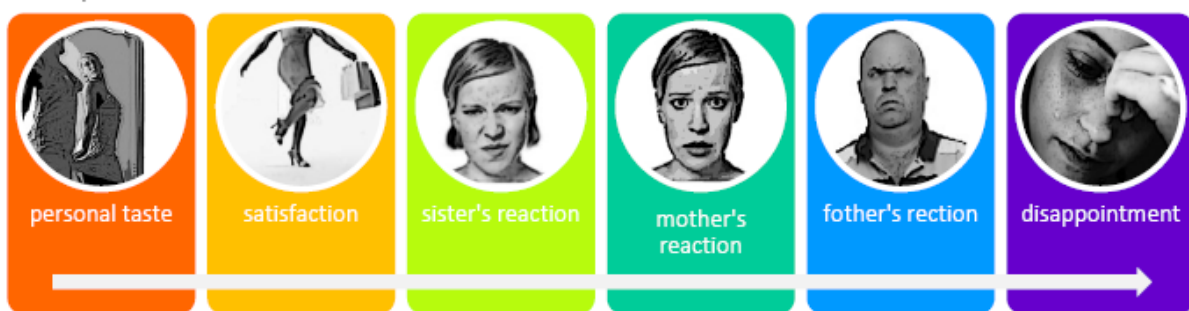 personal taste
satisfaction
sister's reaction
mother's
reaction
fother's rection
disappointment